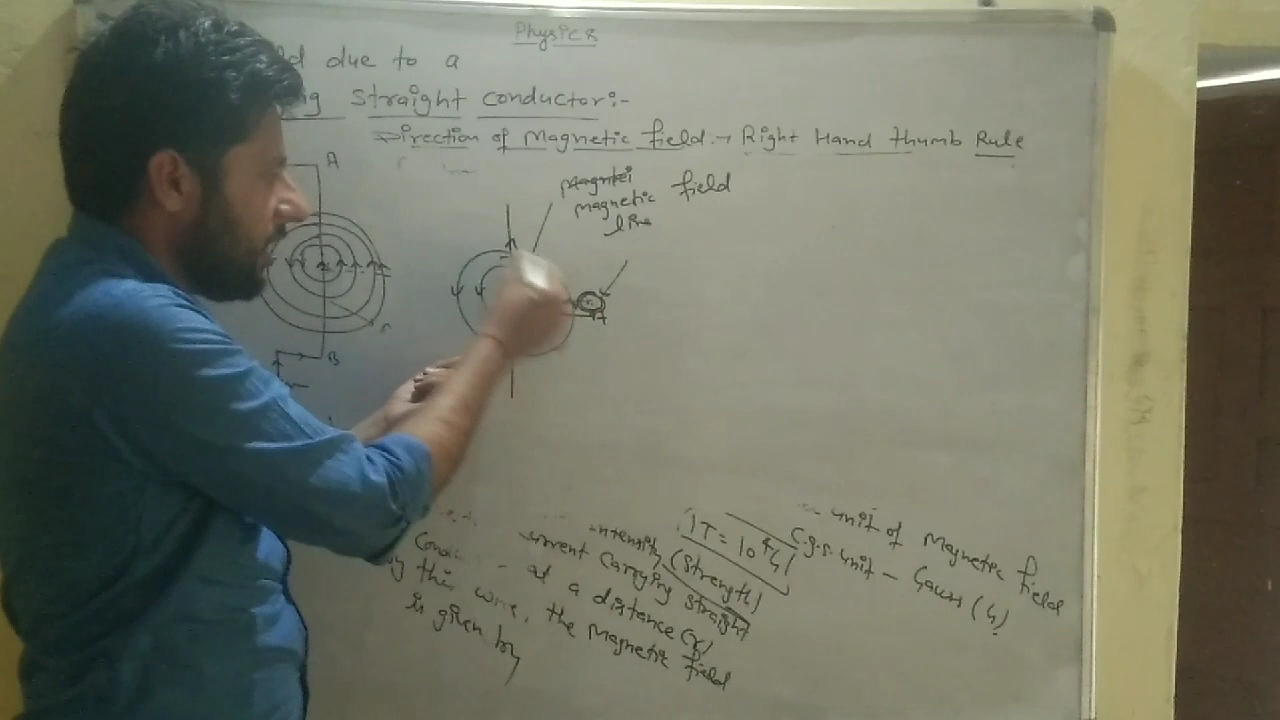 Physics
due to a
Straight conductor:-
Direction of Magnetic field → Right Hand thumb Rule
A
magnetic field
line
B
unit of Magnetic field
C.g.s. unit - Gauss (G)
1T = 10⁴G
intensity (Strength)
current carrying straight
at a distance (r)
this wire, the Magnetic field
is given by